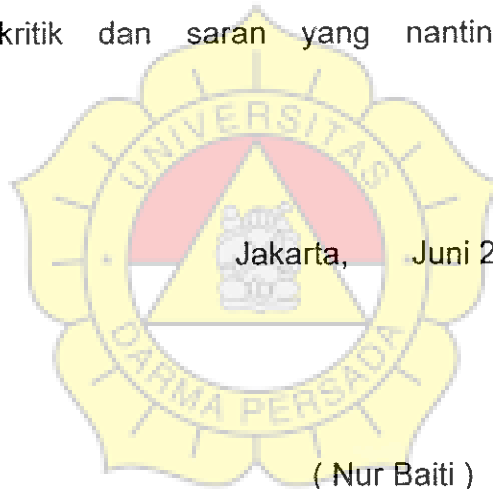 kritik dan saran yang nantin
UNIVERSITAS
Jakarta, Juni 2
DARMA PERSADA
( Nur Baiti )